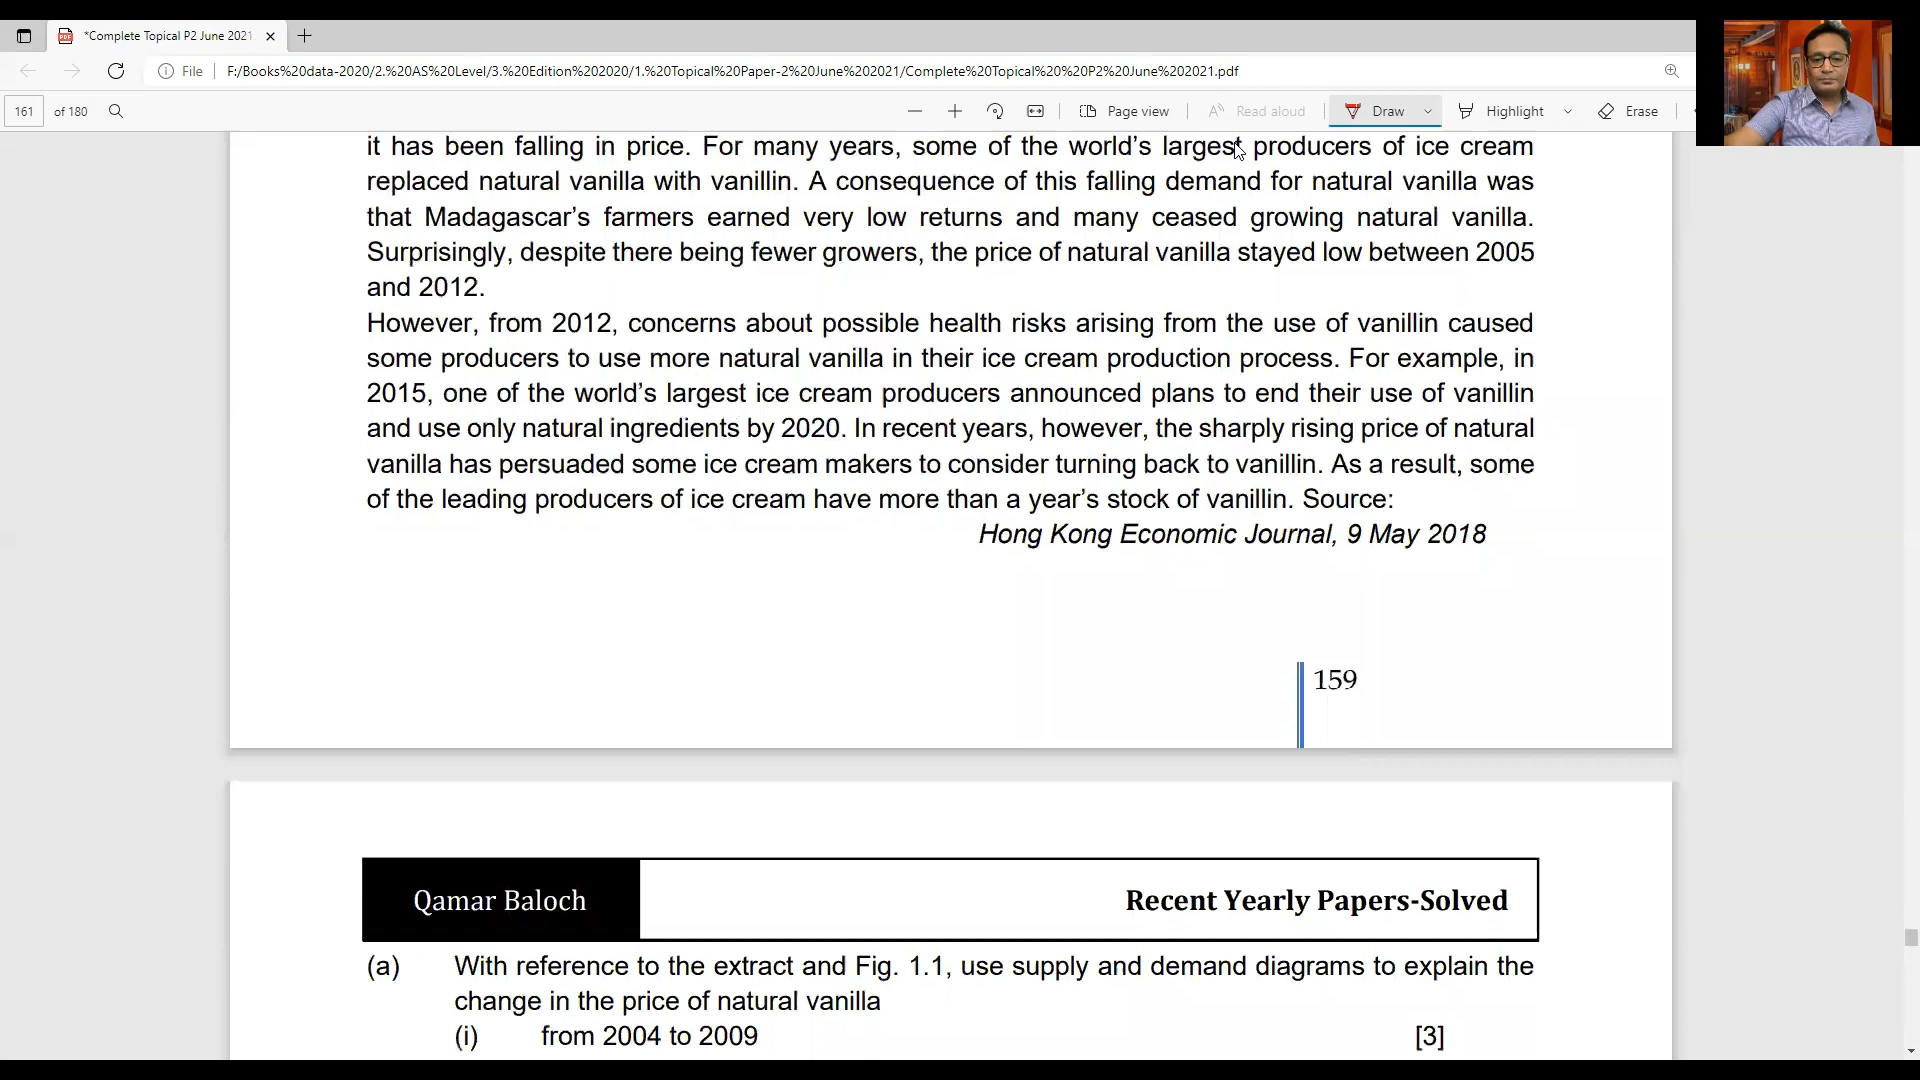 *Complete Topical P2 June 2021
File
F:/Books%20data-2020/2.%20AS%20Level/3.%20Edition%202020/1.%20Topical%20Paper-2%20June%202021/Complete%20Topical%20%20P2%20June%202021.pdf
161 of 180 Page view Read aloud Draw Highlight Erase
it has been falling in price. For many years, some of the world’s largest producers of ice cream
replaced natural vanilla with vanillin. A consequence of this falling demand for natural vanilla was
that Madagascar’s farmers earned very low returns and many ceased growing natural vanilla.
Surprisingly, despite there being fewer growers, the price of natural vanilla stayed low between 2005
and 2012.
However, from 2012, concerns about possible health risks arising from the use of vanillin caused
some producers to use more natural vanilla in their ice cream production process. For example, in
2015, one of the world’s largest ice cream producers announced plans to end their use of vanillin
and use only natural ingredients by 2020. In recent years, however, the sharply rising price of natural
vanilla has persuaded some ice cream makers to consider turning back to vanillin. As a result, some
of the leading producers of ice cream have more than a year’s stock of vanillin. Source:
Hong Kong Economic Journal, 9 May 2018
159
Qamar Baloch Recent Yearly Papers-Solved
(a) With reference to the extract and Fig. 1.1, use supply and demand diagrams to explain the
change in the price of natural vanilla
(i) from 2004 to 2009 [3]